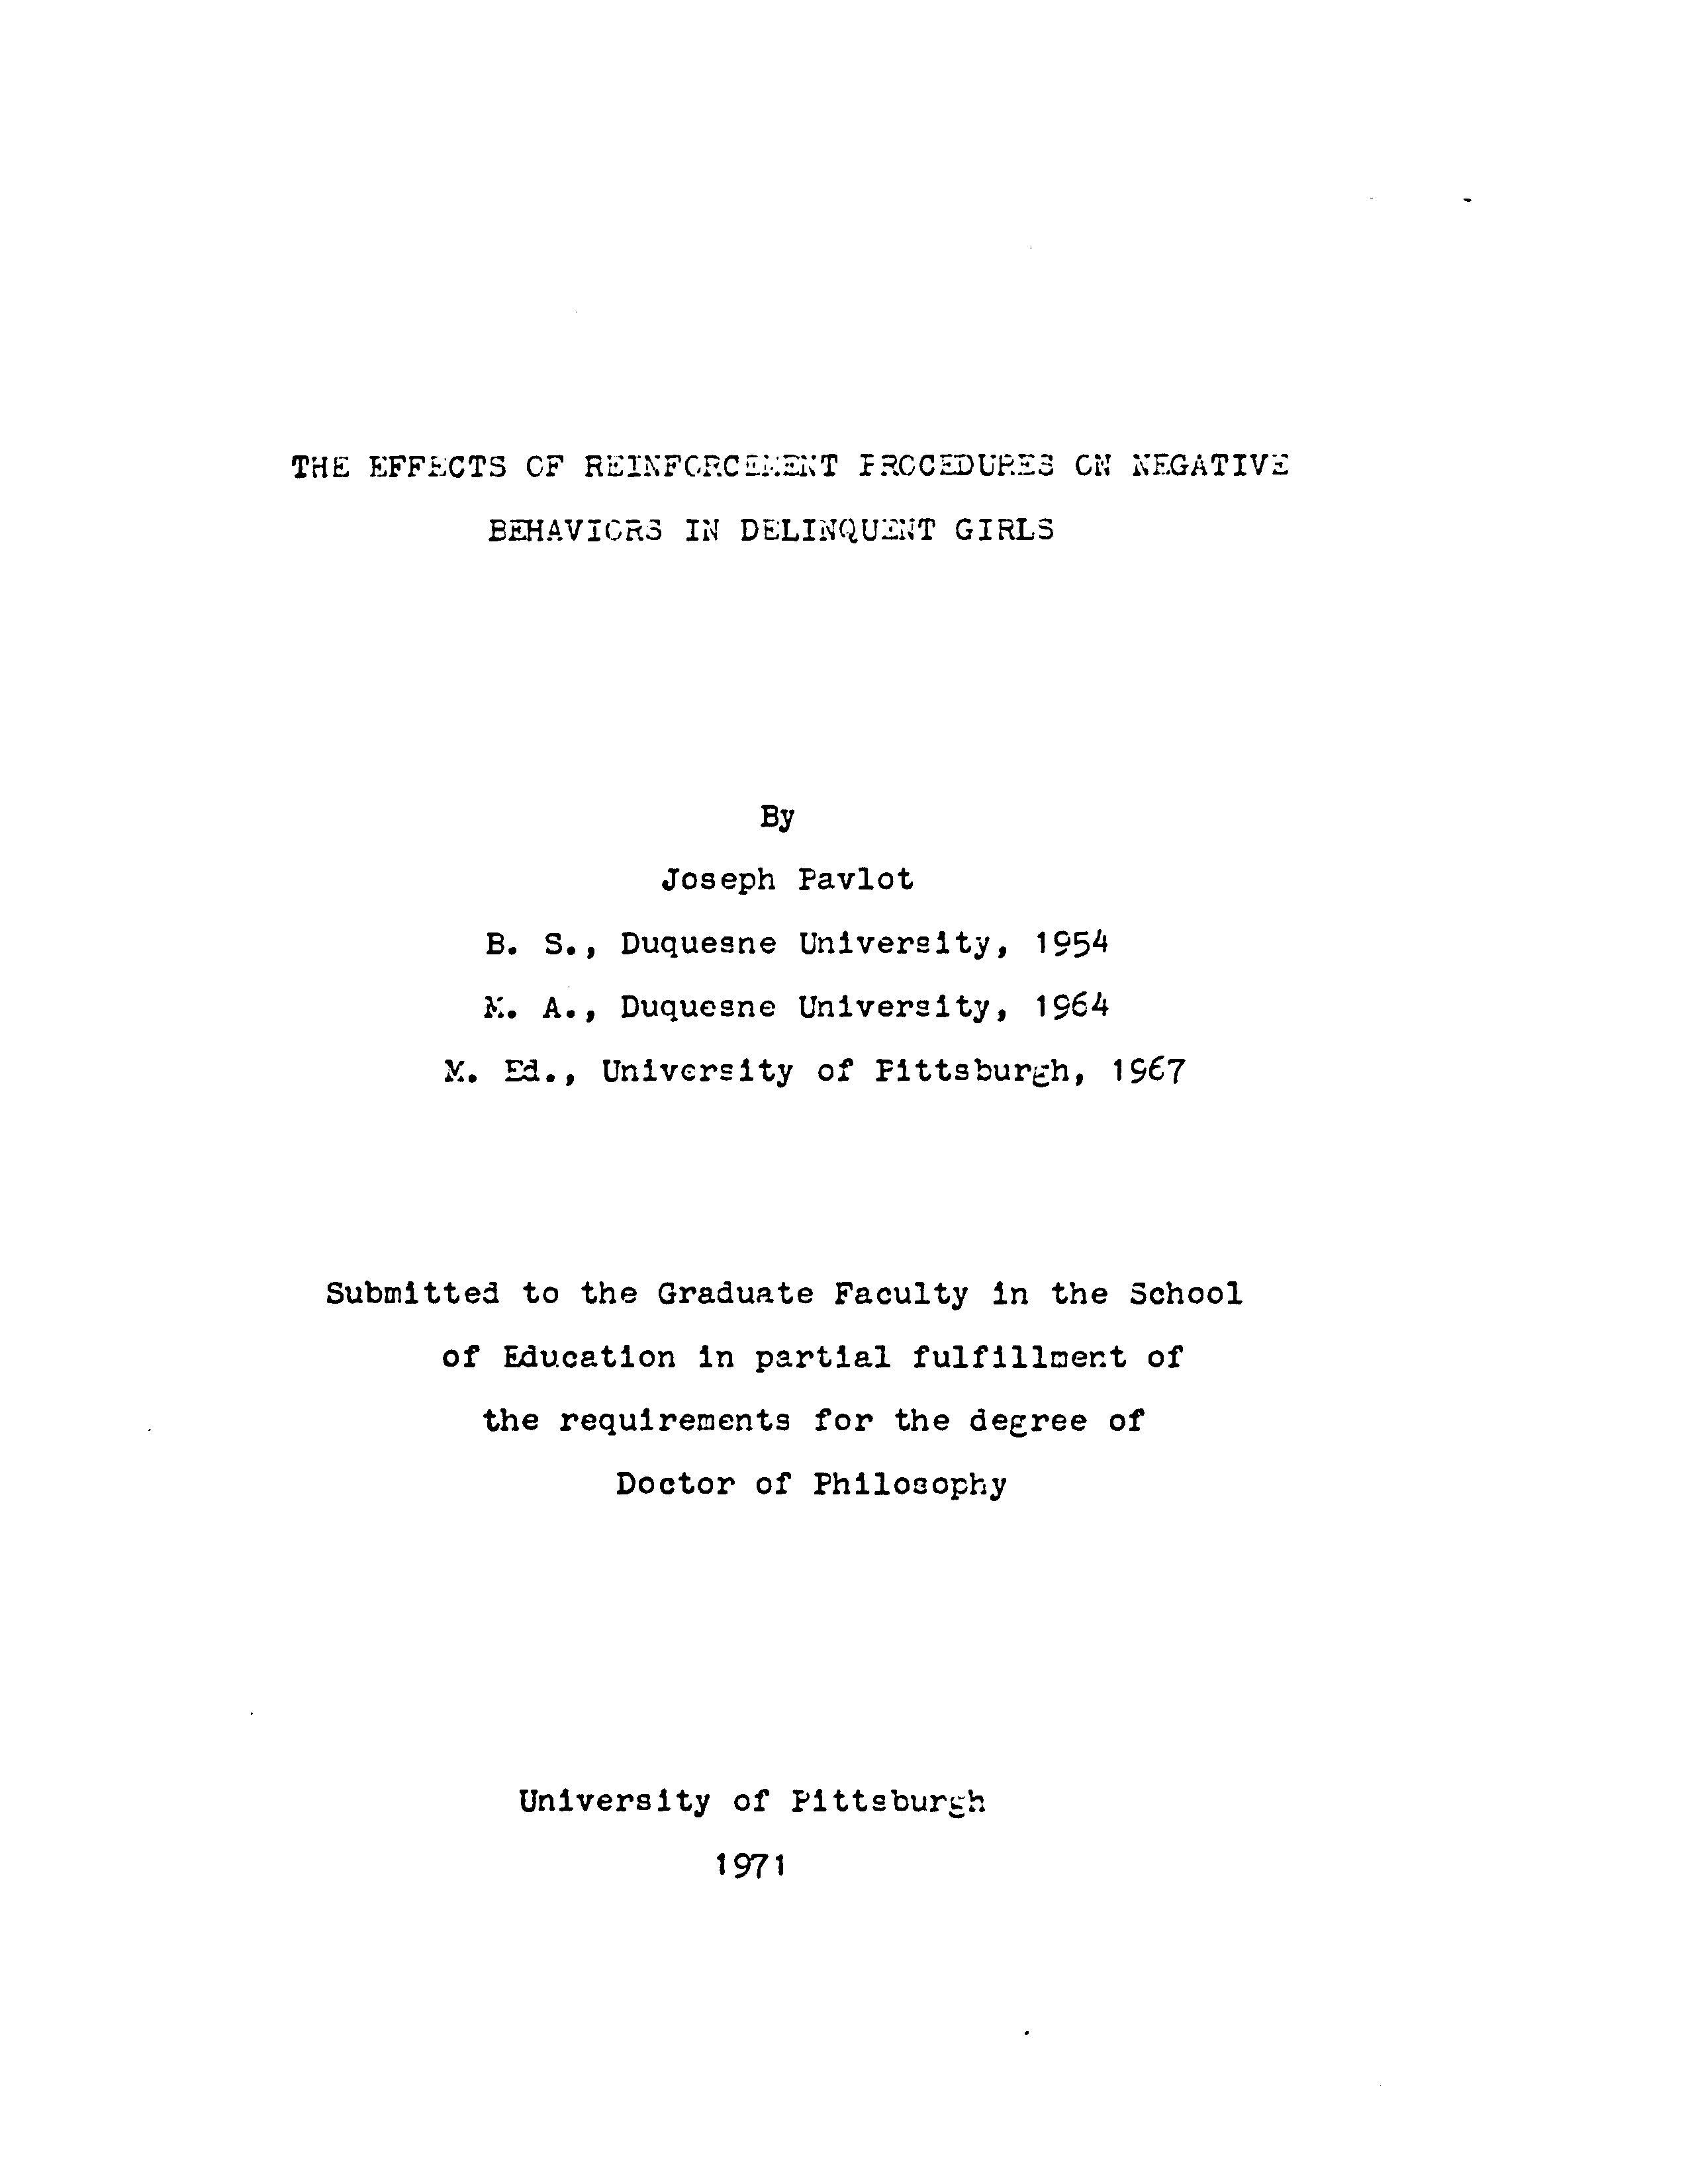 THE EFFECTS OF REINFORCEMENT PROCEDURES ON NEGATIVE
BEHAVIORS IN DELINQUENT GIRLS
By
Joseph Pavlot
B. S., Duquesne University, 1954
M. A., Duquesne University, 1964
M. Ed., University of Pittsburgh, 1967
Submitted to the Graduate Faculty in the School
of Education in partial fulfillment of
the requirements for the degree of
Doctor of Philosophy
University of Pittsburgh
1971